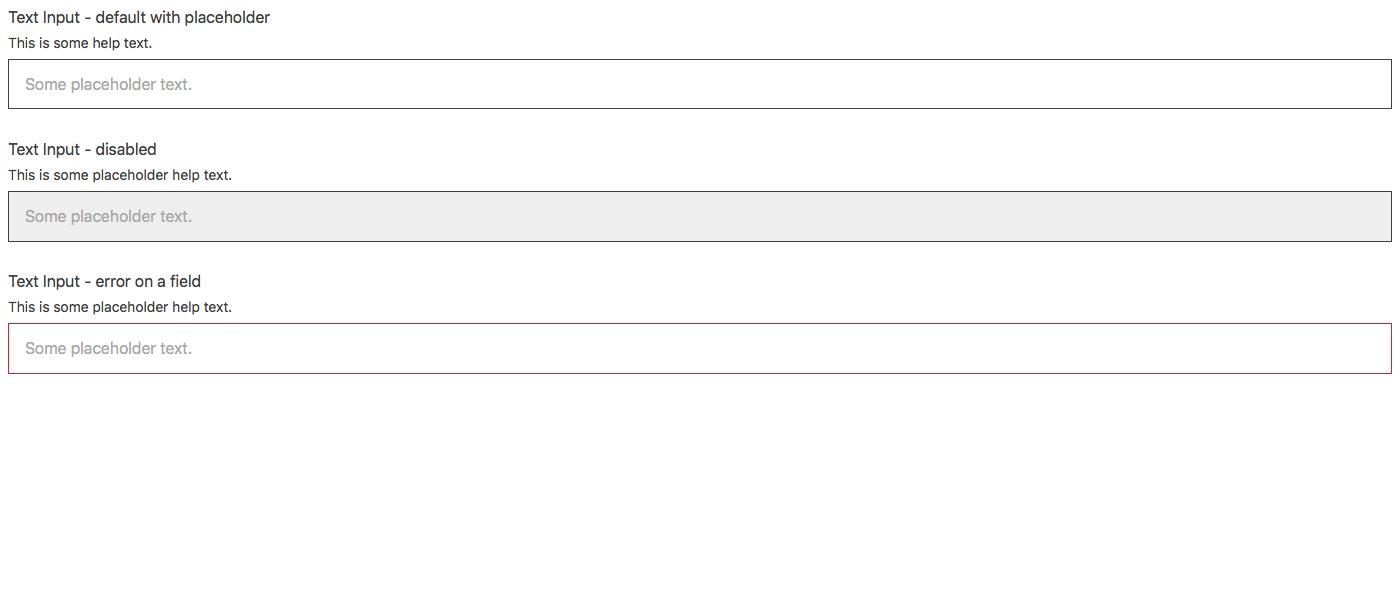 Text Input - default with placeholder
This is some help text.
Some placeholder text.
Text Input - disabled
This is some placeholder help text.
Some placeholder text.
Text Input - error on a field
This is some placeholder help text.
Some placeholder text.